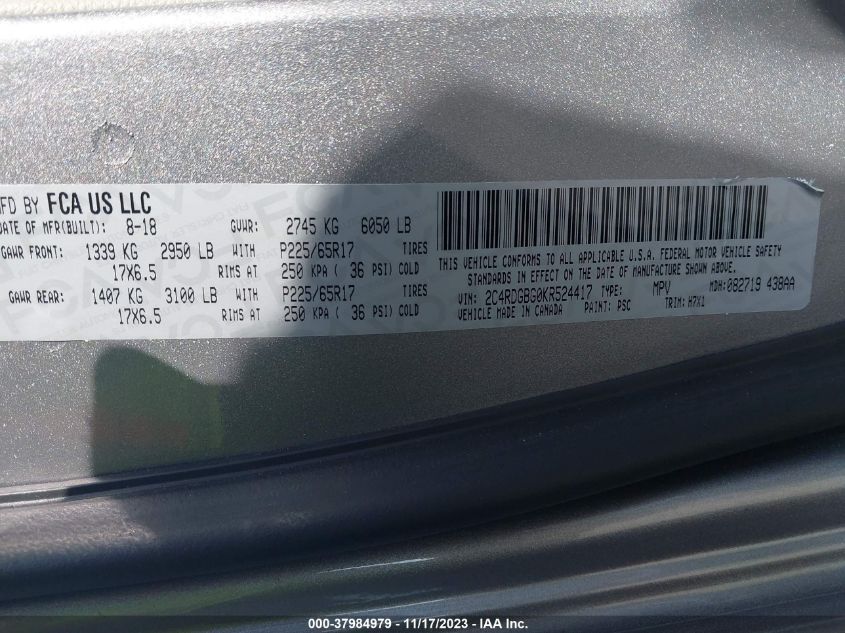 MFD BY FCA US LLC
DATE OF MFR(BUILT): 8-18 GVWR: 2745 KG 6050 LB
GAWR FRONT: 1339 KG 2950 LB WITH P225/65R17 TIRES
17X6.5 RIMS AT 250 KPA ( 36 PSI) COLD
GAWR REAR: 1407 KG 3100 LB WITH P225/65R17 TIRES
17X6.5 RIMS AT 250 KPA ( 36 PSI) COLD
THIS VEHICLE CONFORMS TO ALL APPLICABLE U.S.A. FEDERAL MOTOR VEHICLE SAFETY
STANDARDS IN EFFECT ON THE DATE OF MANUFACTURE SHOWN ABOVE.
VIN: 2C4RDGBG0KR524417 TYPE: MPV MDH: 082719 438AA
VEHICLE MADE IN CANADA PAINT: PSC TRIM: H7X1
000-37984979 - 11/17/2023 - IAA Inc.